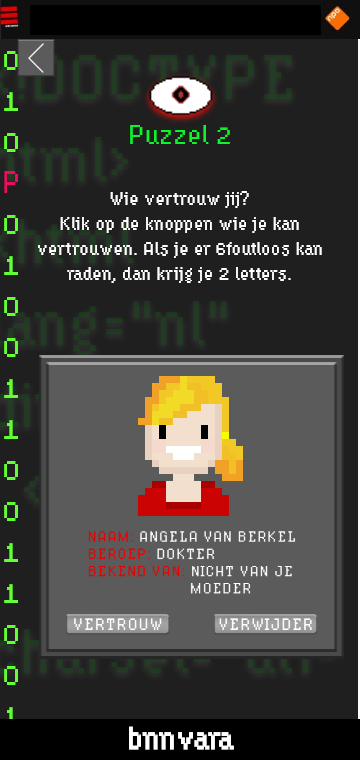 npo
Puzzel 2
Wie vertrouw jij?
Klik op de knoppen wie je kan
vertrouwen. Als je er 6foutloos kan
raden, dan krijg je 2 letters.
NAAM: ANGELA VAN BERKEL
BEROEP: DOKTER
BEKEND VAN: NICHT VAN JE
MOEDER
VERTROUW VERWIJDER
0
1
0
P
0
1
0
0
1
1
0
0
1
1
0
0
1
!DOCTYPE
html>
lang="nl"
bnnvara